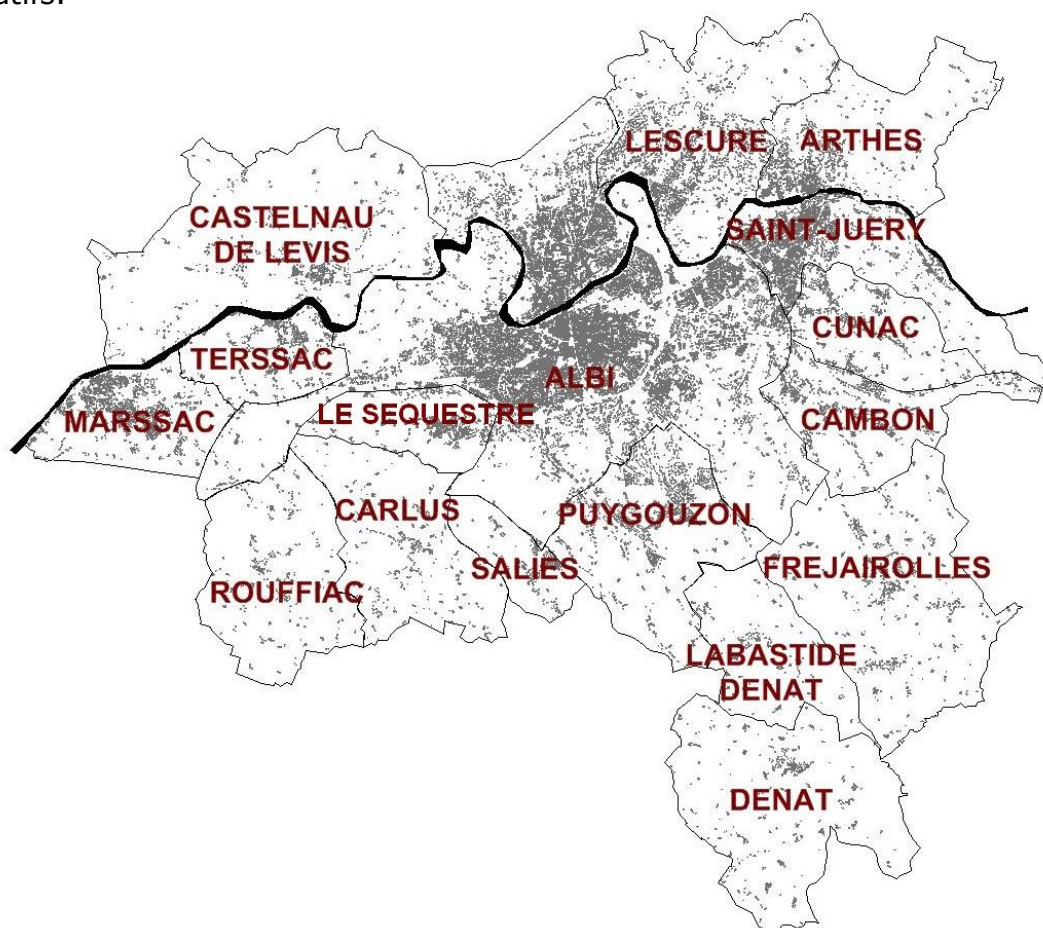 LESCURE
ARTHES
CASTELNAU
DE LEVIS
SAINT-JUERY
CUNAC
TERSSAC
ALBI
MARSSAC
LE SEQUESTRE
CAMBON
CARLUS
PUYGOUZON
SALIES
FREJAIROLLES
ROUFFIAC
LABASTIDE
DENAT
DENAT